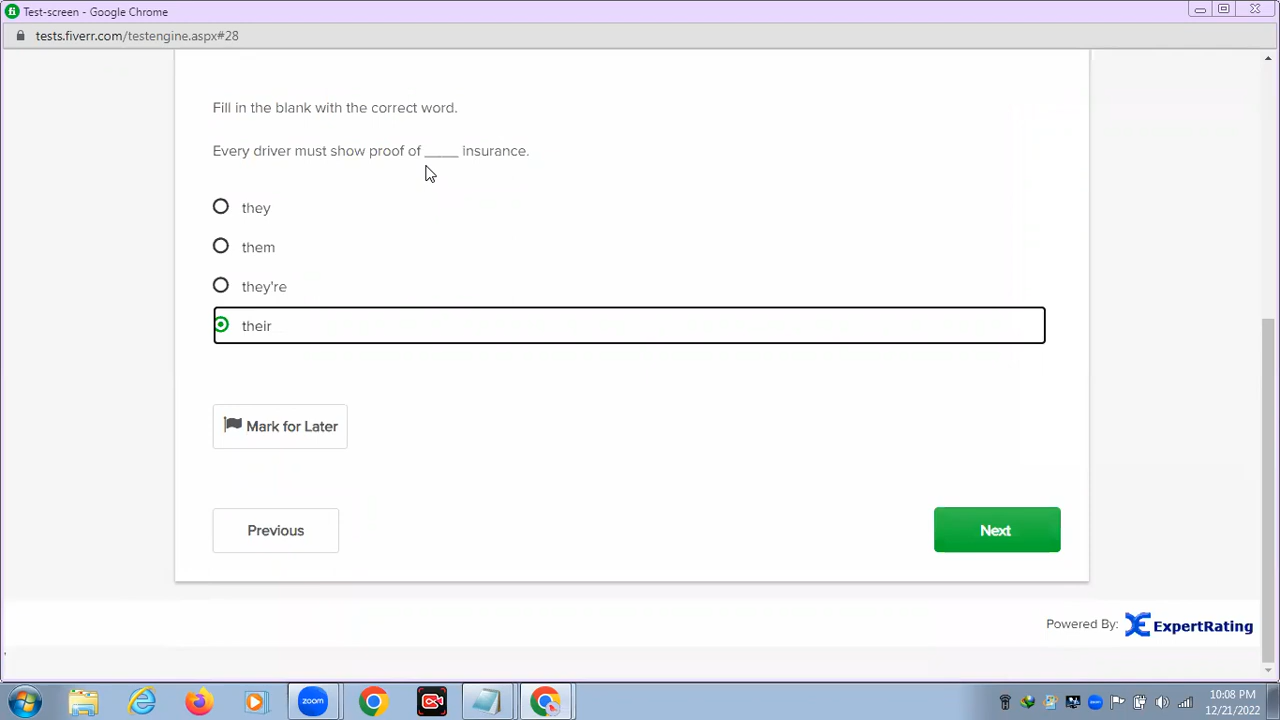 Test-screen - Google Chrome
tests.fiverr.com/testengine.aspx#28
Fill in the blank with the correct word.
Every driver must show proof of ____ insurance.
they
them
they're
their
Mark for Later
Previous
Next
Powered By: ExpertRating
zoom
10:08 PM
12/21/2022